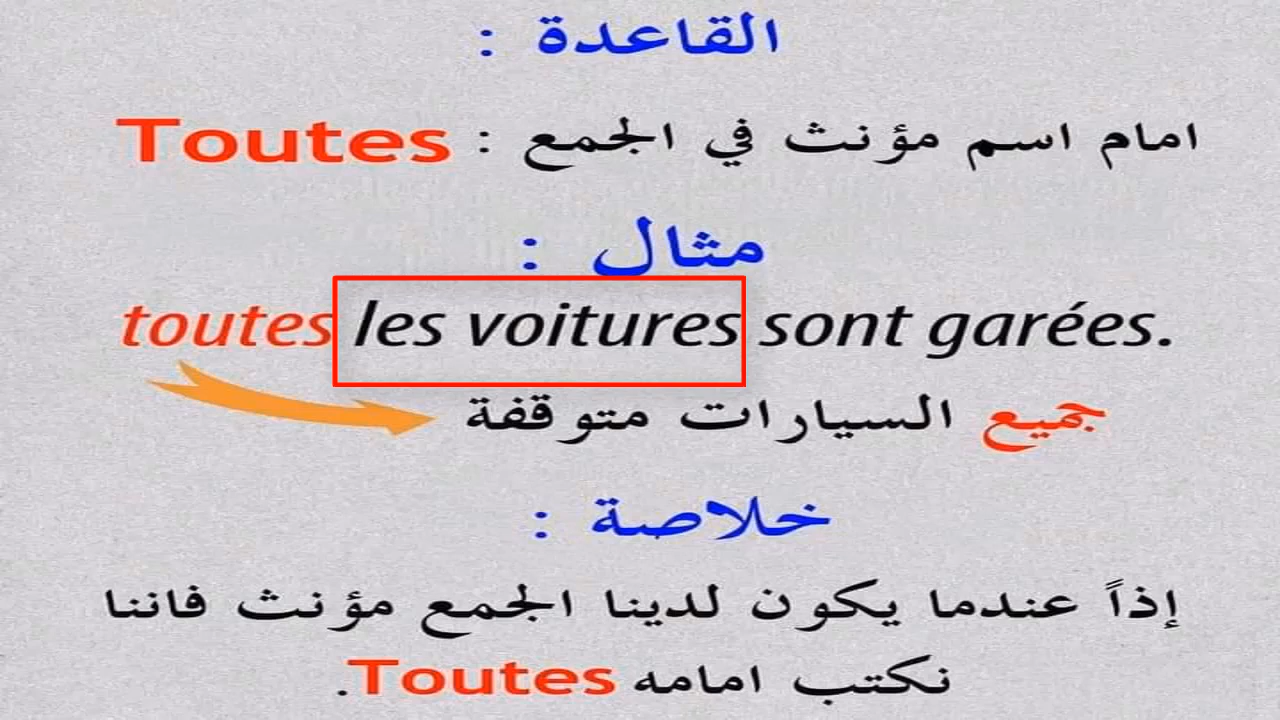 القاعدة :
امام اسم مؤنث في الجمع : Toutes
مثال :
toutes les voitures sont garées.
جميع السيارات متوقفة
خلاصة :
إذاً عندما يكون لدينا الجمع مؤنث فاننا
نكتب امامه Toutes.